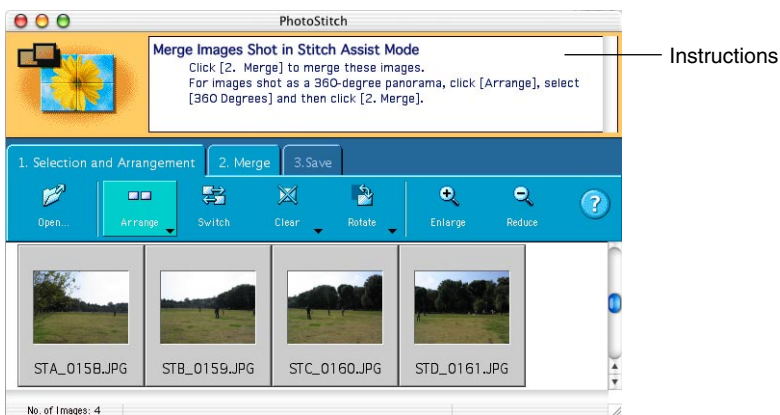 PhotoStitch
Merge Images Shot in Stitch Assist Mode
Click [2. Merge] to merge these images.
For images shot as a 360-degree panorama, click [Arrange], select
[360 Degrees] and then click [2. Merge].
Instructions
1. Selection and Arrangement
2. Merge
3.Save
Open...
Arrange
Switch
Clear
Rotate
Enlarge
Reduce
?
STA_0158.JPG
STB_0159.JPG
STC_0160.JPG
STD_0161.JPG
No. of Images: 4